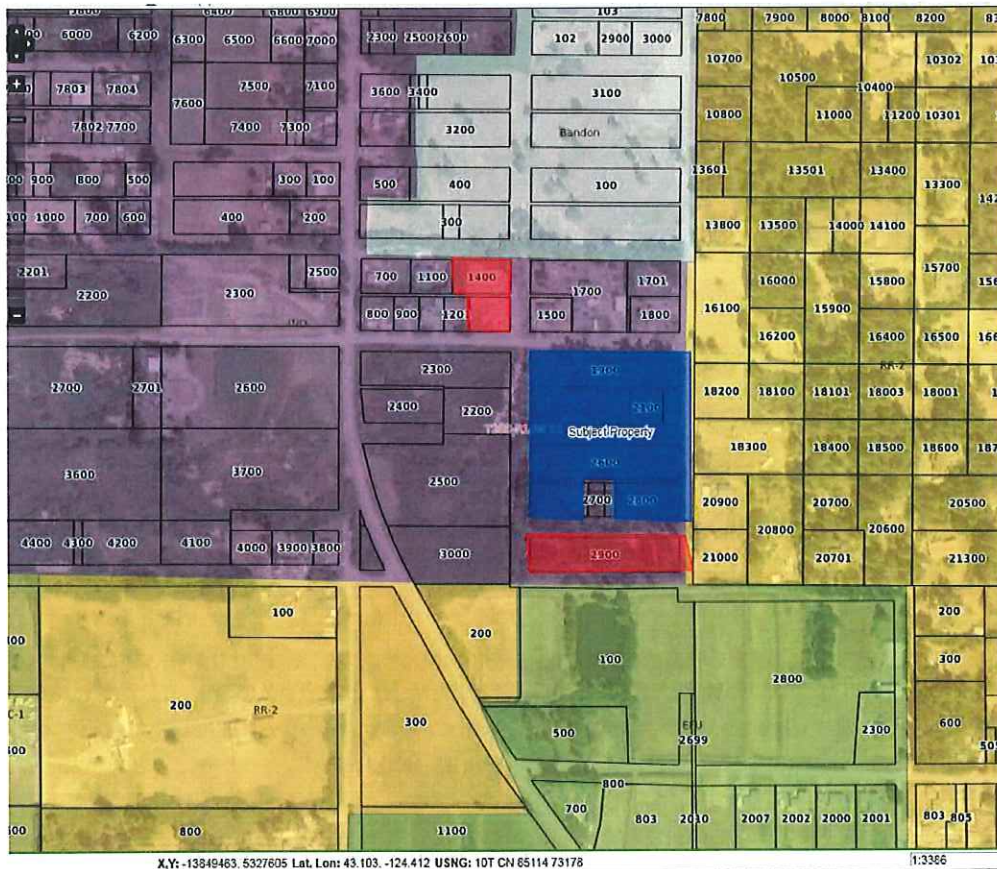 6400 6800 6900
6000 6200 6300 6500 6600 7000 2300 2500 2600 102 2900 3000 103
7800 7900 8000 8100 8200
7803 7804 7600 7500 7100 3600 3400 3100 10700 10500 10400 10302
7802 7700 7400 7300 3200 Bandon 10800 11000 11200 10301
900 800 500 300 100 500 400 100 13601 13501 13400 13300
1000 700 600 400 200 300 13800 13500 14000 14100
2201 2200 2300 2500 700 1100 1400 1700 1701 16000 15800 15700
800 900 1201 1500 1800 16100 15900
16200 16400 16500
2700 2701 2600 2300 1900 RR-2
2400 2200 2100 18200 18100 18101 18003 18001
Subject Property
3600 3700 2500 2600 18300 18400 18500 18600
2700 2800 20900 20800 20700 20600 20500
4400 4300 4200 4100 4000 3900 3800 3000 2900 21000 20701 21300
100 200 100 2800 200
300
200 RR-2 300 500 EFU 2699 2300 600
C-1
800
700 803 2010 2007 2002 2000 2001 803 805
800 1100
X,Y: -13849463, 5327605 Lat, Lon: 43.103, -124.412 USNG: 10T CN 85114 73178
1:3386